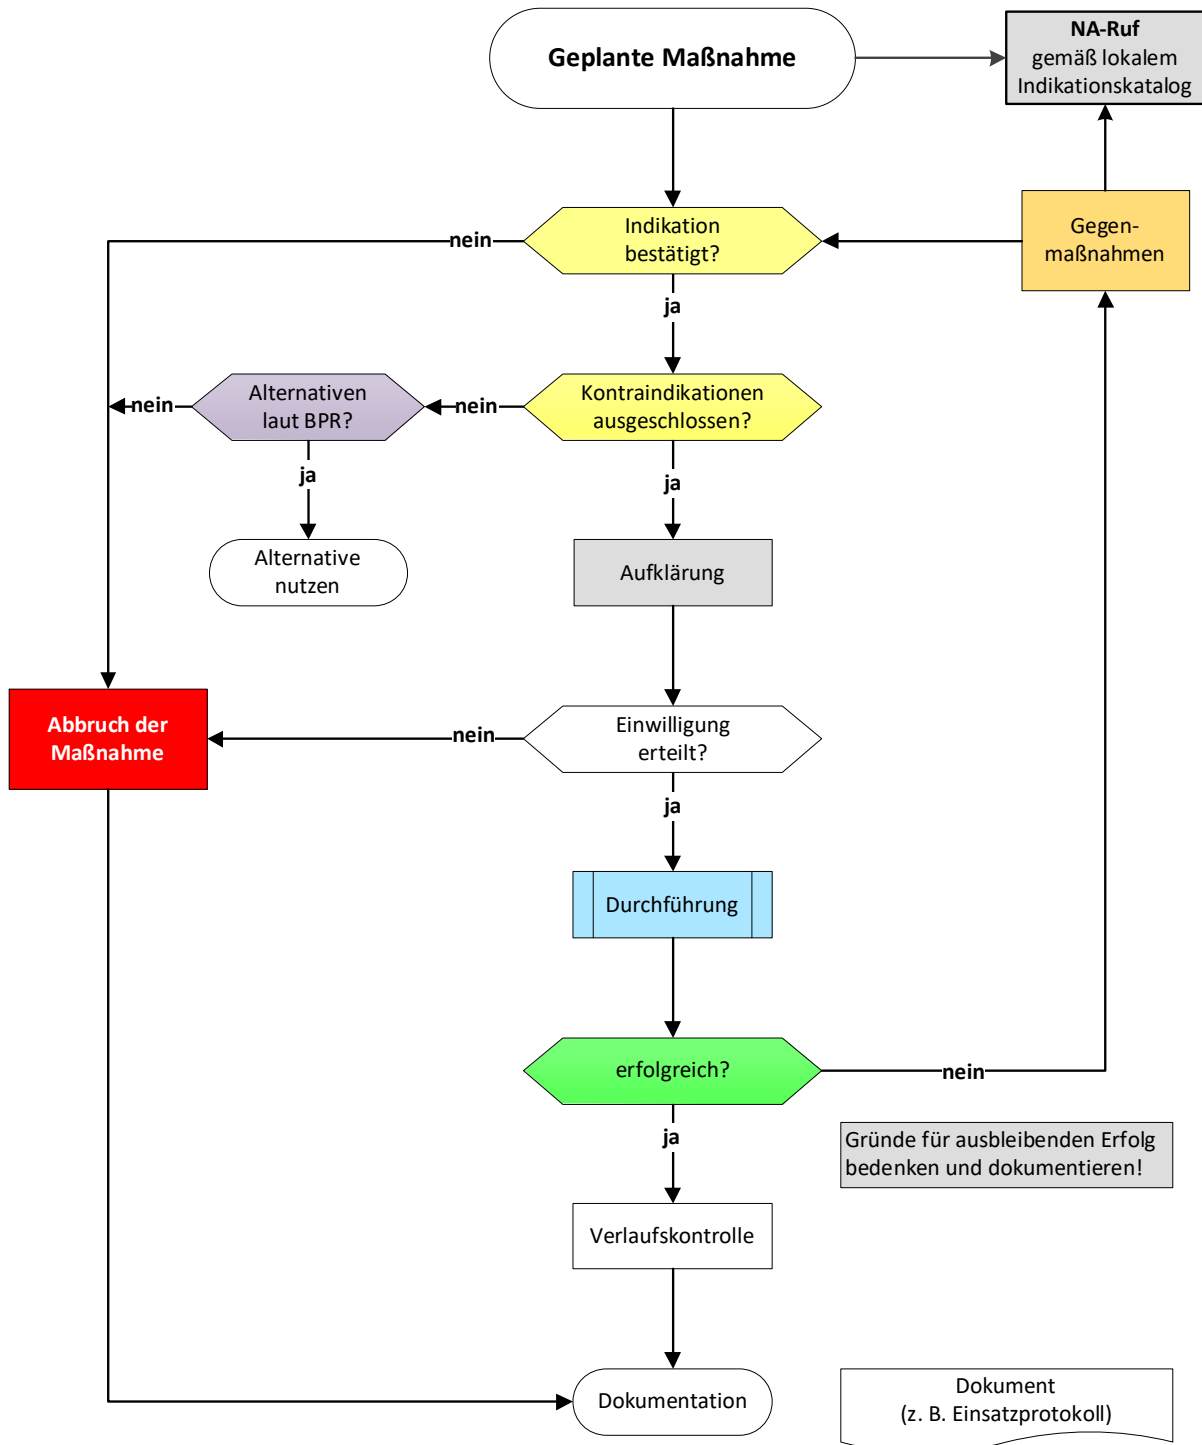 Geplante Maßnahme
NA-Ruf
gemäß lokalem
Indikationskatalog
Indikation
bestätigt?
nein
Gegen-
maßnahmen
ja
Alternativen
laut BPR?
nein
nein
Kontraindikationen
ausgeschlossen?
ja
ja
Alternative
nutzen
Aufklärung
Abbruch der
Maßnahme
nein
Einwilligung
erteilt?
ja
Durchführung
erfolgreich?
nein
ja
Gründe für ausbleibenden Erfolg
bedenken und dokumentieren!
Verlaufskontrolle
Dokumentation
Dokument
(z. B. Einsatzprotokoll)